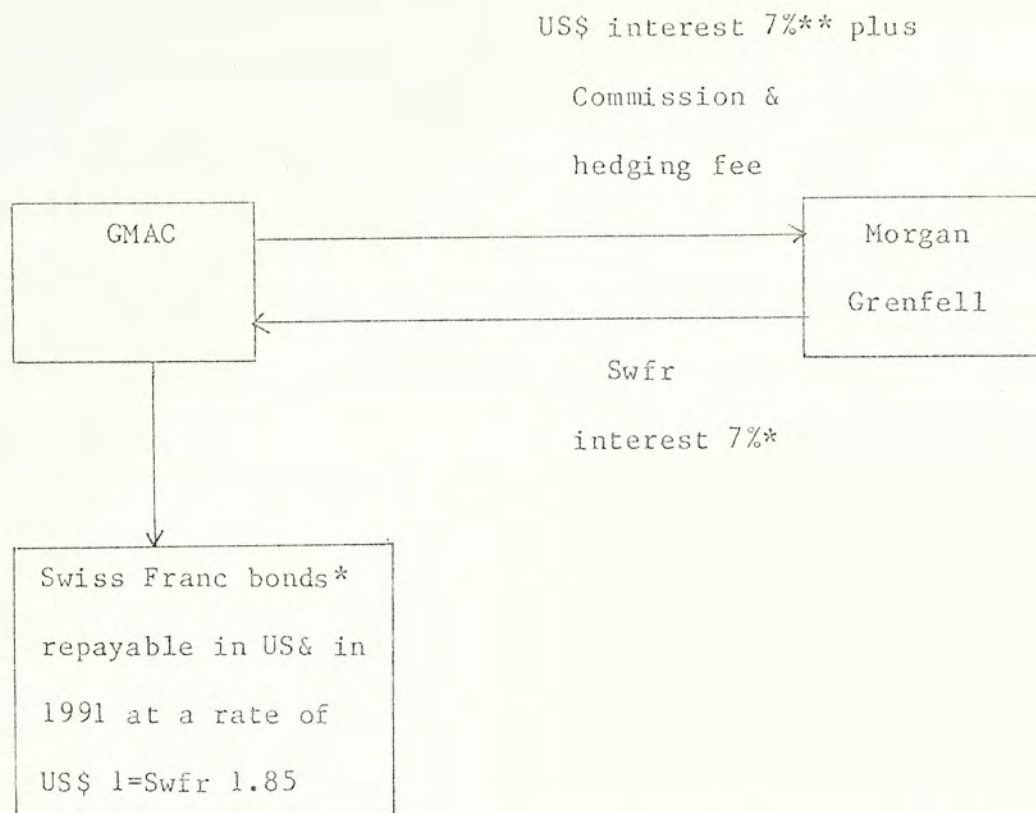 US$ interest 7%** plus
Commission &
hedging fee
GMAC
Morgan
Grenfell
Swfr
interest 7%*
Swiss Franc bonds*
repayable in US& in
1991 at a rate of
US$ 1=Swfr 1.85